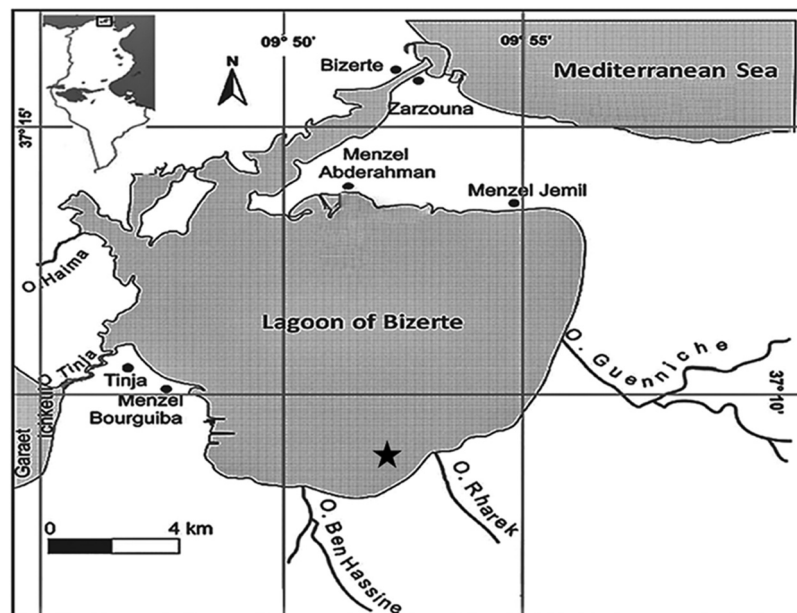 09° 50'
09° 55'
N
Bizerte
Zarzouna
Mediterranean Sea
37°15'
Menzel
Abderahman
Menzel Jemil
O. Haima
Lagoon of Bizerte
O. Guenniche
O. Tinja
Tinja
Menzel
Bourguiba
37°10'
Garaet
Ichkeul
O. Rharek
O. Ben Hassine
0 4 km